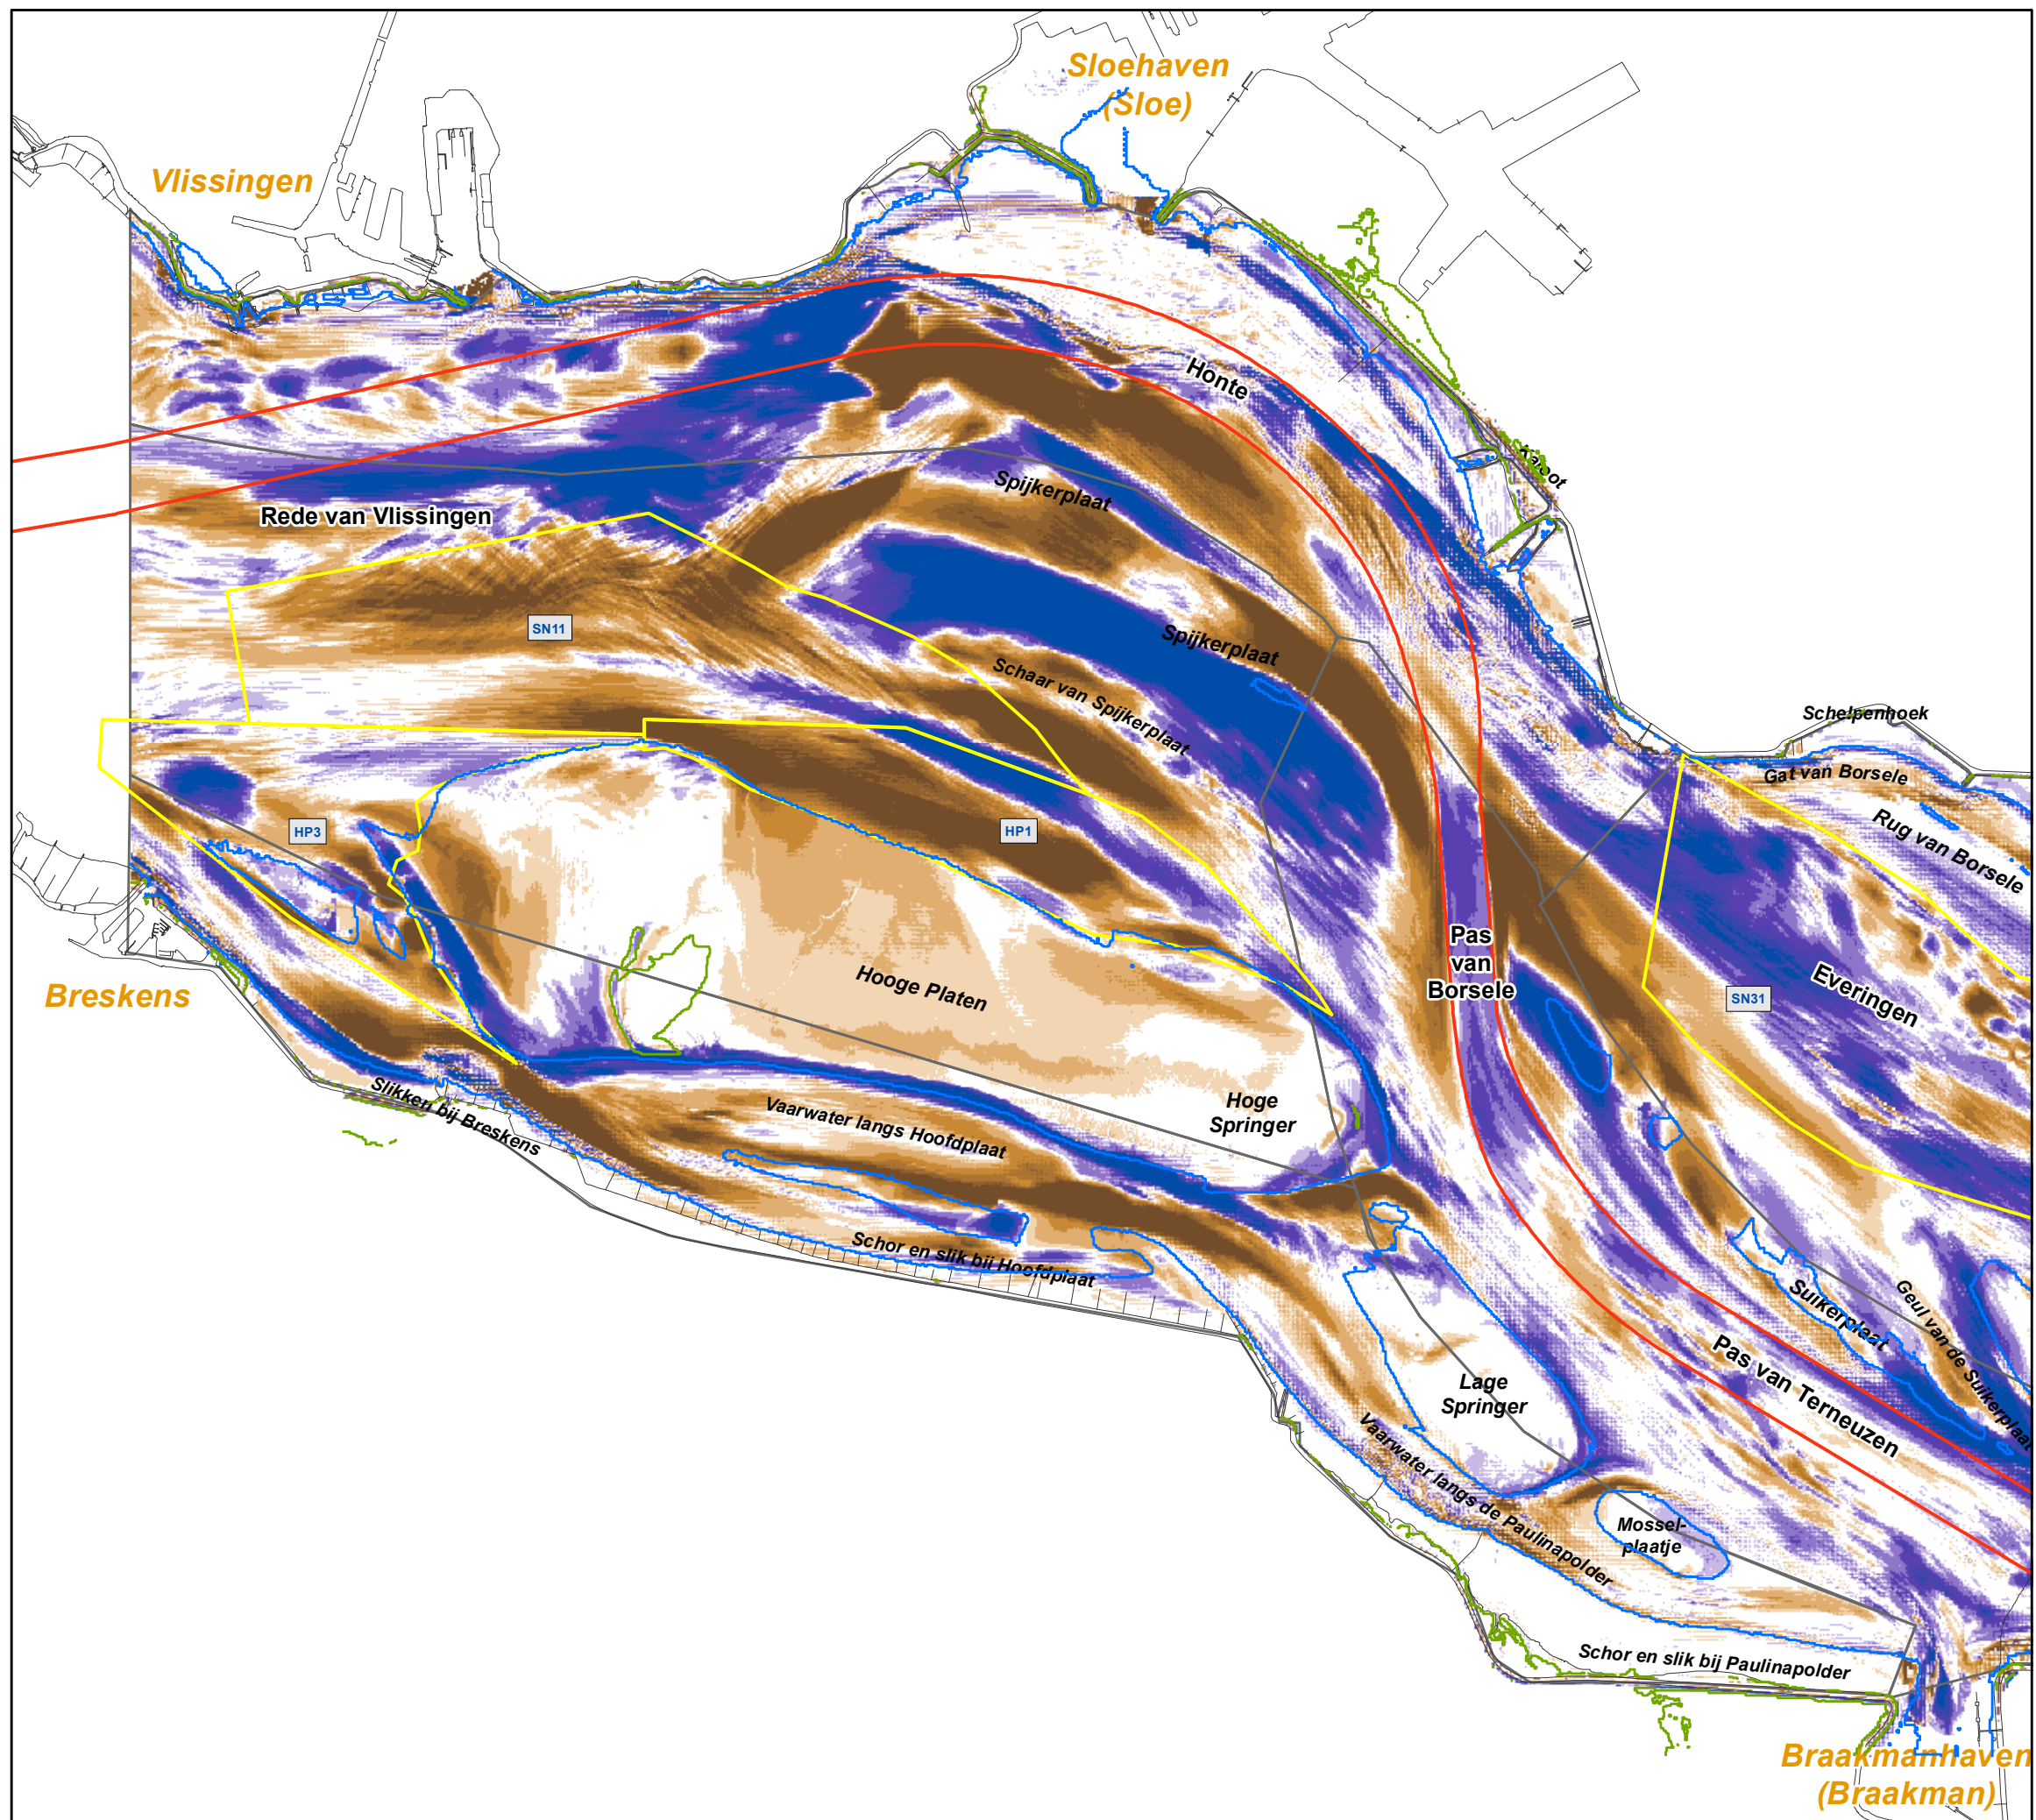 Sloehaven
(Sloe)
Vlissingen
Honte
Kaloot
Spijkerplaat
Rede van Vlissingen
SN11
Spijkerplaat
Schaar van Spijkerplaat
Schelpenhoek
Gat van Borsele
Rug van Borsele
HP3
HP1
Pas
van
Borsele
Everingen
SN31
Breskens
Hooge Platen
Hoge
Springer
Slikken bij Breskens
Vaarwater langs Hoofdplaat
Schor en slik bij Hoofdplaat
Suikerplaat
Geul van de Suikerplaat
Pas van Terneuzen
Lage
Springer
Vaarwater langs de Paulinapolder
Mossel-
plaatje
Schor en slik bij Paulinapolder
Braakmanhaven
(Braakman)